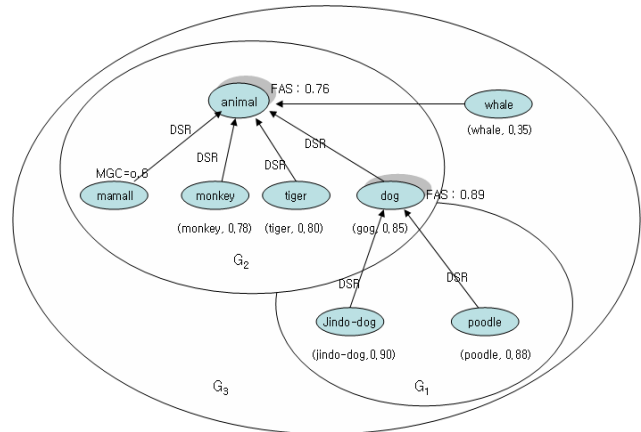 FAS : 0.76
animal
whale
(whale, 0.35)
DSR
DSR
DSR
DSR
MGC=o.6
mamall
monkey
tiger
dog
FAS : 0.89
(monkey, 0.78)
(tiger, 0.80)
(gog, 0.85)
G2
DSR
DSR
Jindo-dog
poodle
(jindo-dog, 0.90)
(poodle, 0.88)
G3
G1